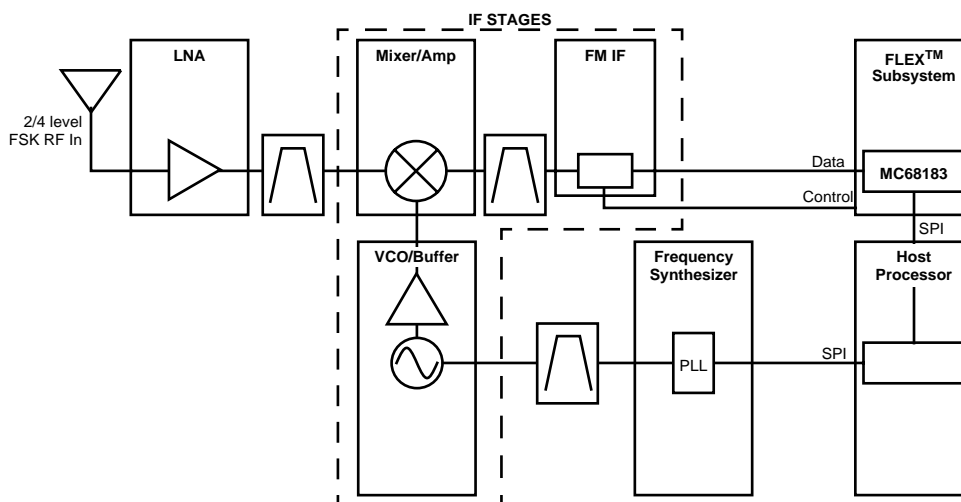 IF STAGES
LNA
Mixer/Amp
FM IF
FLEX™
Subsystem
2/4 level
FSK RF In
Data
MC68183
Control
SPI
VCO/Buffer
Frequency
Synthesizer
Host
Processor
PLL
SPI